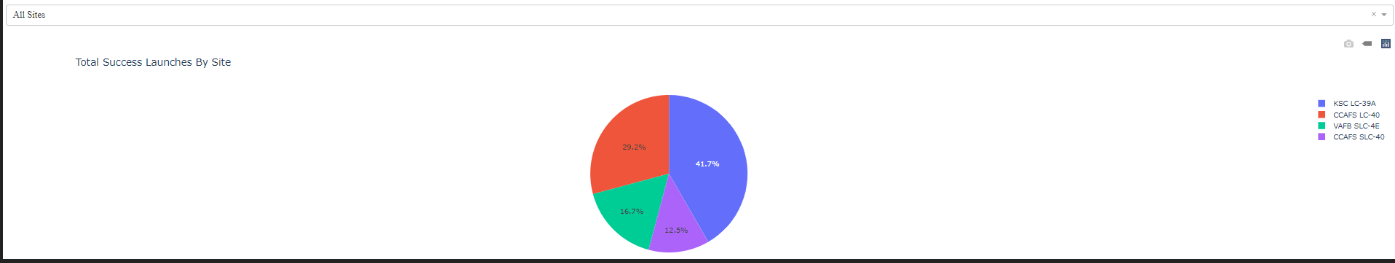 All Sites
Total Success Launches By Site
KSC LC-39A
CCAFS LC-40
VAFB SLC-4E
CCAFS SLC-40
29.2%
41.7%
16.7%
12.5%